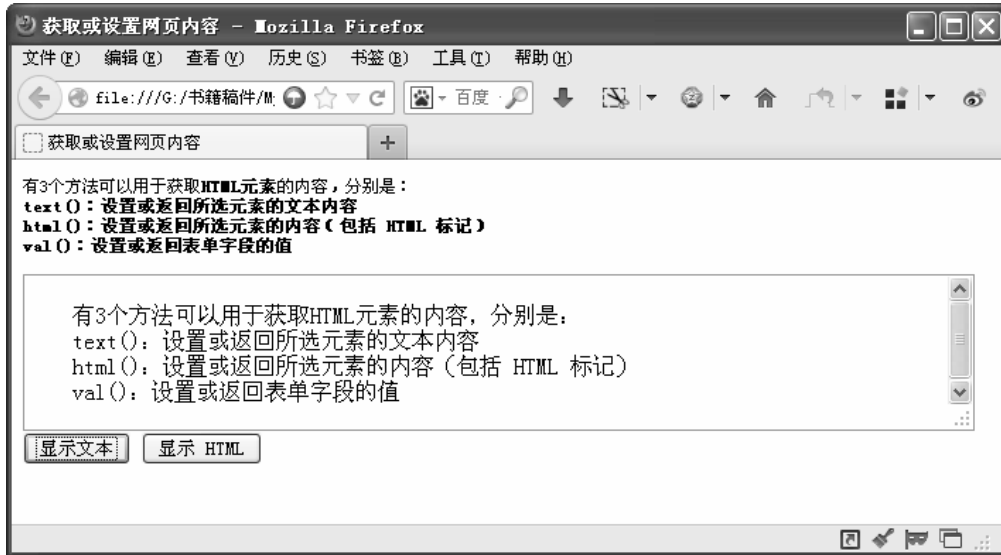 获取或设置网页内容 - Mozilla Firefox
文件(F) 编辑(E) 查看(V) 历史(S) 书签(B) 工具(T) 帮助(H)
file:///G:/书籍稿件/M 百度
获取或设置网页内容
有3个方法可以用于获取HTML元素的内容，分别是：
text()：设置或返回所选元素的文本内容
html()：设置或返回所选元素的内容（包括 HTML 标记）
val()：设置或返回表单字段的值
有3个方法可以用于获取HTML元素的内容，分别是：
text()：设置或返回所选元素的文本内容
html()：设置或返回所选元素的内容（包括 HTML 标记）
val()：设置或返回表单字段的值
显示文本 显示 HTML